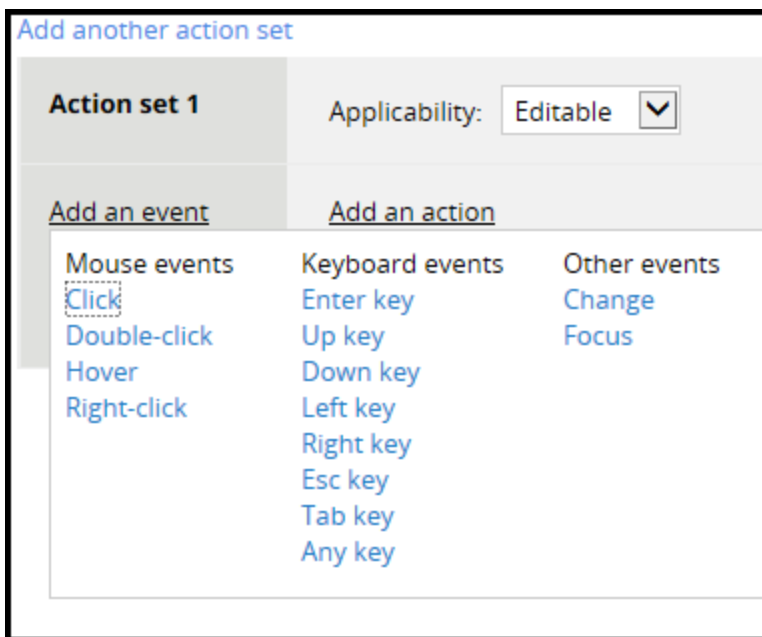 Add another action set
Action set 1
Applicability: Editable
Add an event
Add an action
Mouse events
Click
Double-click
Hover
Right-click
Keyboard events
Enter key
Up key
Down key
Left key
Right key
Esc key
Tab key
Any key
Other events
Change
Focus